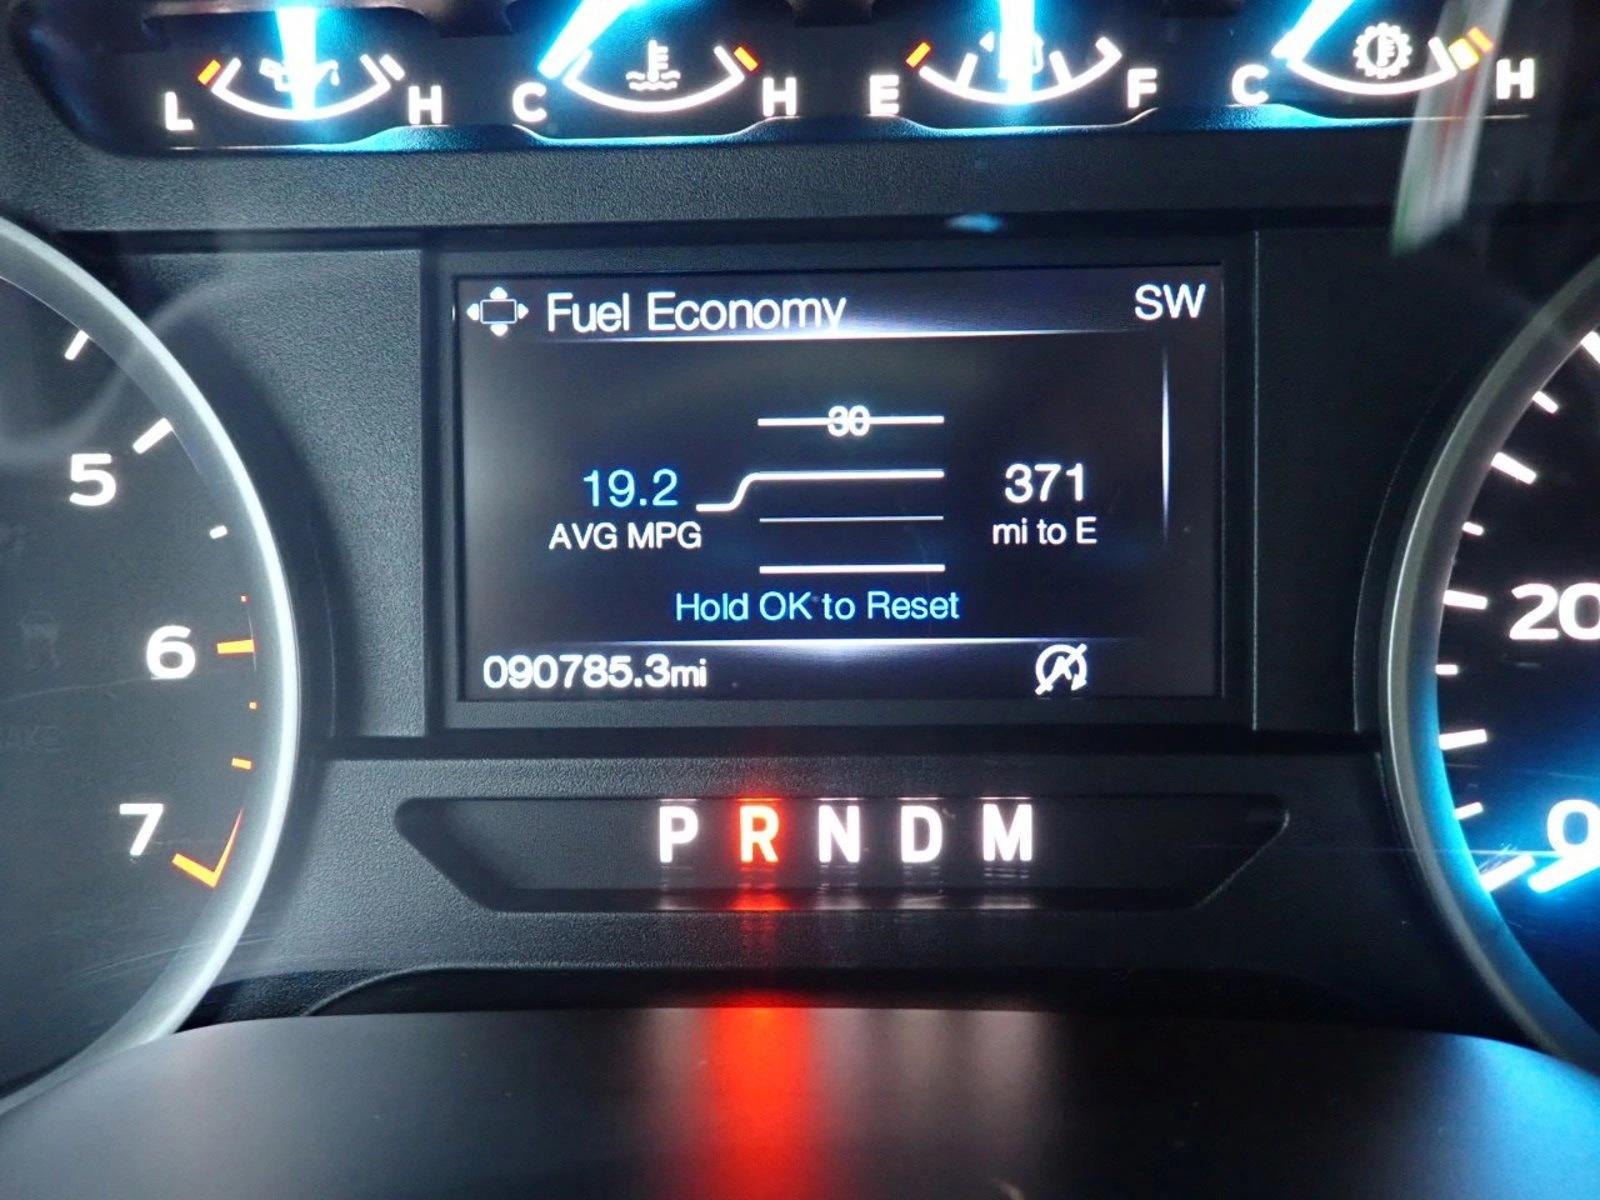 L H C H E F C H
Fuel Economy SW
30
19.2 371
AVG MPG mi to E
Hold OK to Reset
090785.3mi
5
6
7
20
0
P R N D M